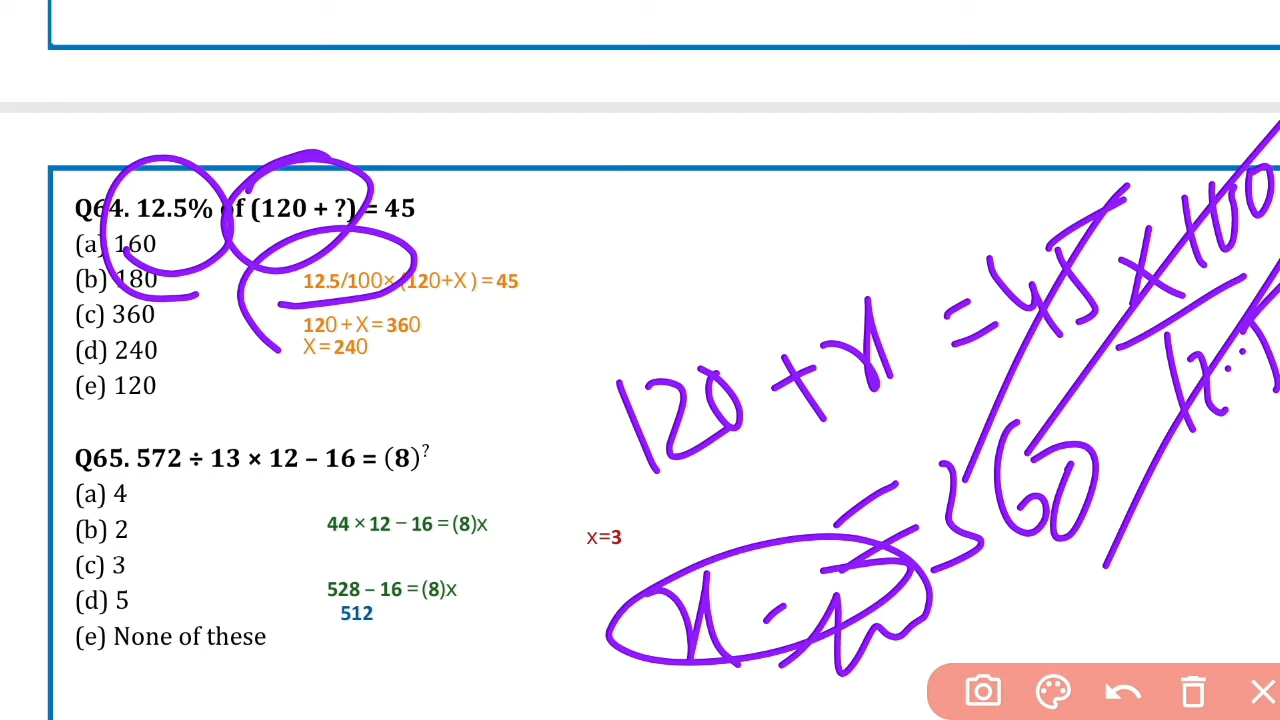 Q64. 12.5% of (120 + ?) = 45
(a) 160
(b) 180
(c) 360
(d) 240
(e) 120
12.5/100×(120+X) = 45
120+X=360
X=240
120 + x = 45 × 100
= 360
Q65. 572 ÷ 13 × 12 – 16 = (8)^?
(a) 4
(b) 2
(c) 3
(d) 5
(e) None of these
44 × 12 – 16 = (8)x
528 – 16 = (8)x
512
x=3